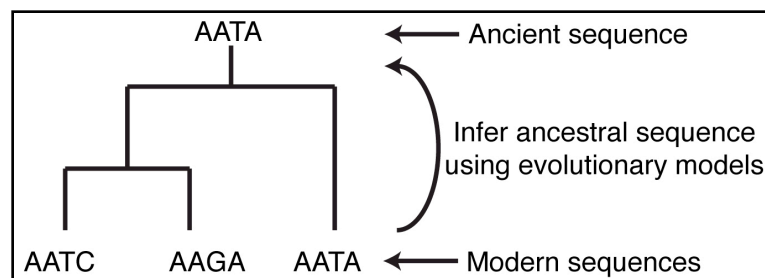 AATA
Ancient sequence
Infer ancestral sequence
using evolutionary models
AATC
AAGA
AATA
Modern sequences